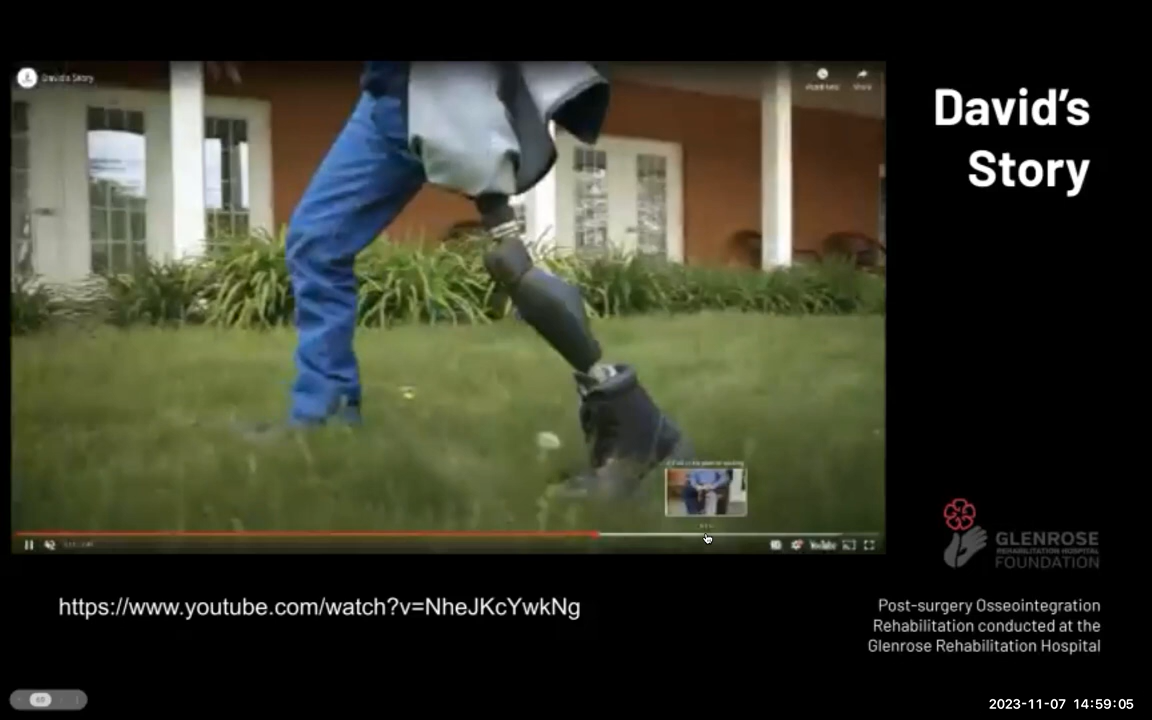 David's Story
David's
Story
YouTube
GLENROSE
REHABILITATION HOSPITAL
FOUNDATION
https://www.youtube.com/watch?v=NheJKcYwkNg
Post-surgery Osseointegration
Rehabilitation conducted at the
Glenrose Rehabilitation Hospital
2023-11-07 14:59:05